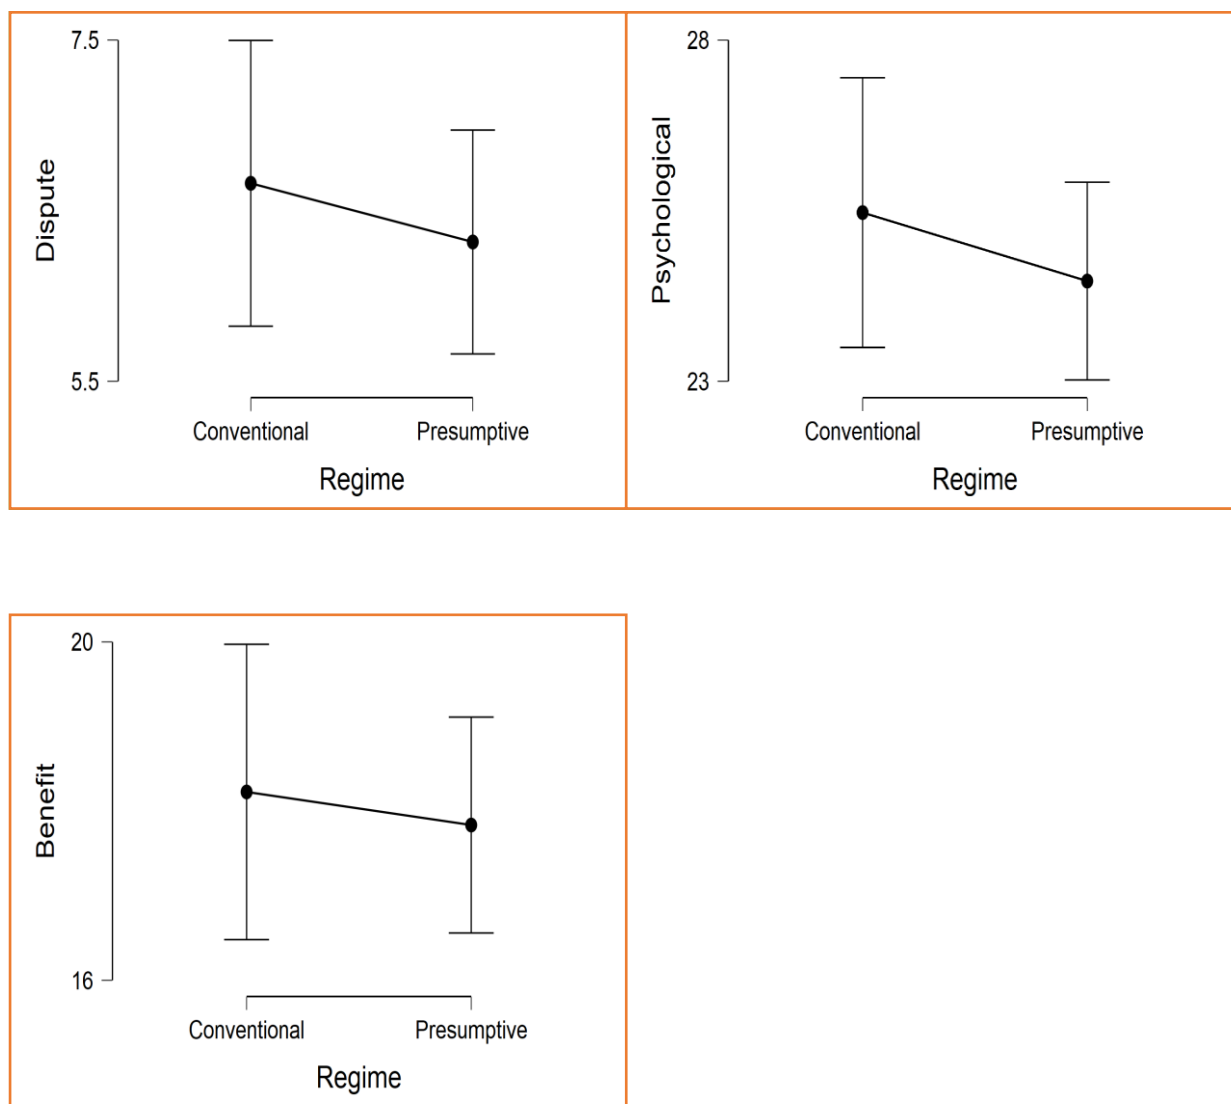 7.5
Dispute
5.5
Conventional Presumptive
Regime
28
Psychological
23
Conventional Presumptive
Regime
20
Benefit
16
Conventional Presumptive
Regime